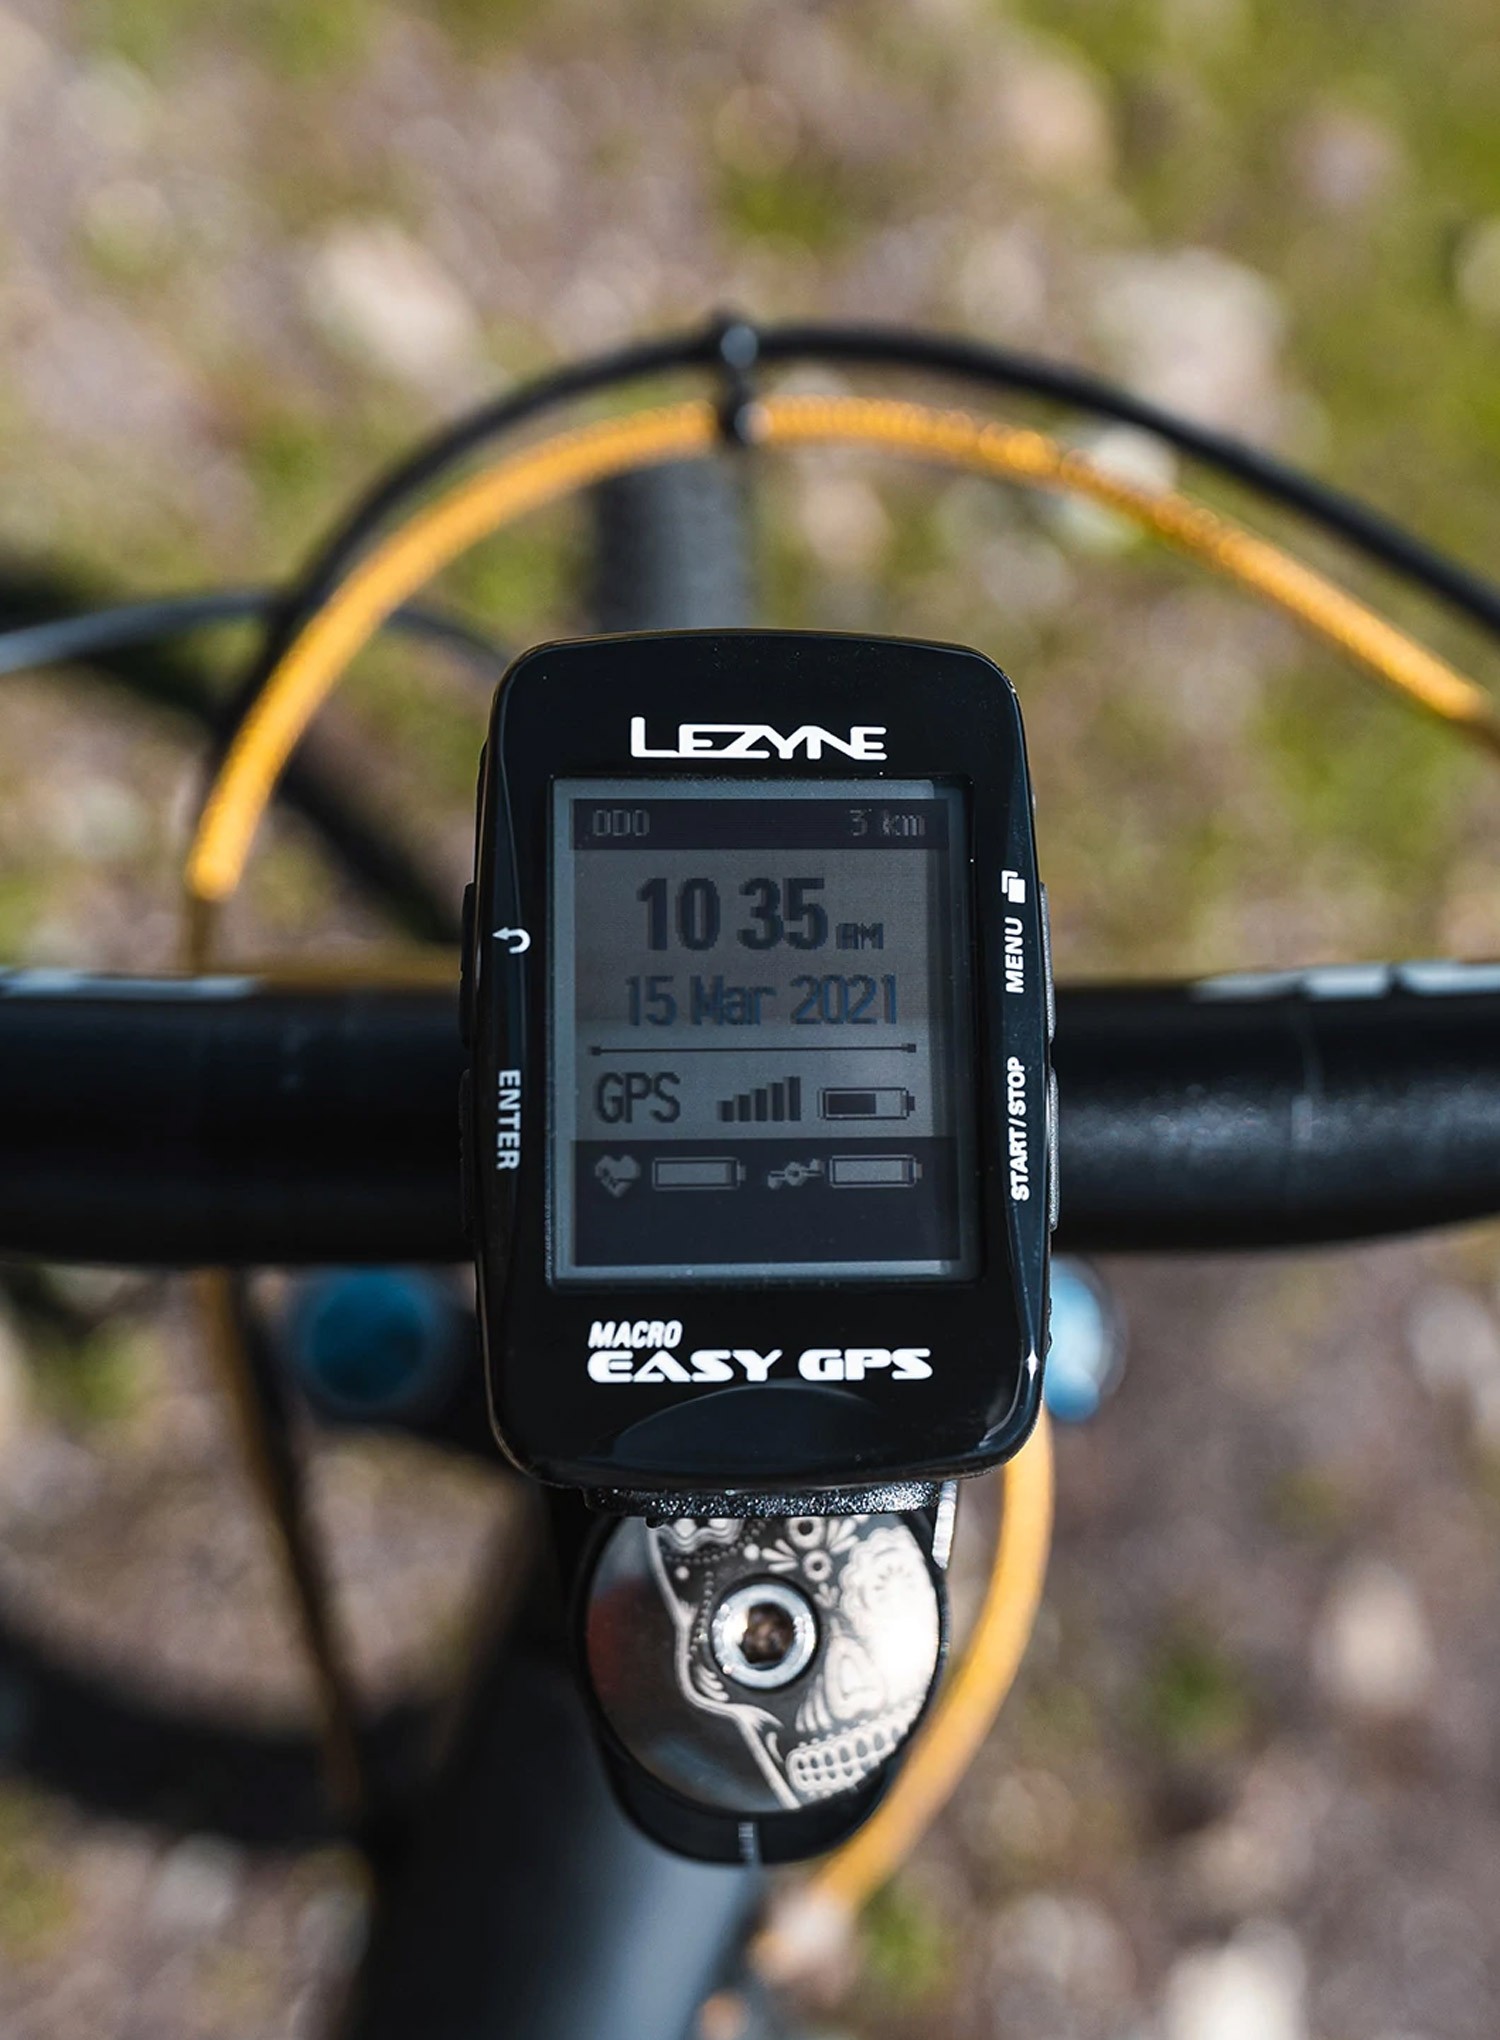 LEZYNE
ODO 3 km
10 35 AM
15 Mar 2021
GPS
MENU
START/STOP
ENTER
MACRO
EASY GPS